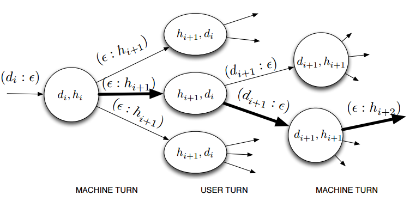 (ϵ : h_{i+1})
h_{i+1}, d_i
(d_i : ϵ)
d_i, h_i
(ϵ : h_{i+1})
h_{i+1}, d_i
(d_{i+1} : ϵ)
d_{i+1}, h_{i+1}
(ϵ : h_{i+1})
h_{i+1}, d_i
(d_{i+1} : ϵ)
d_{i+1}, h_{i+1}
(ϵ : h_{i+2})
MACHINE TURN
USER TURN
MACHINE TURN